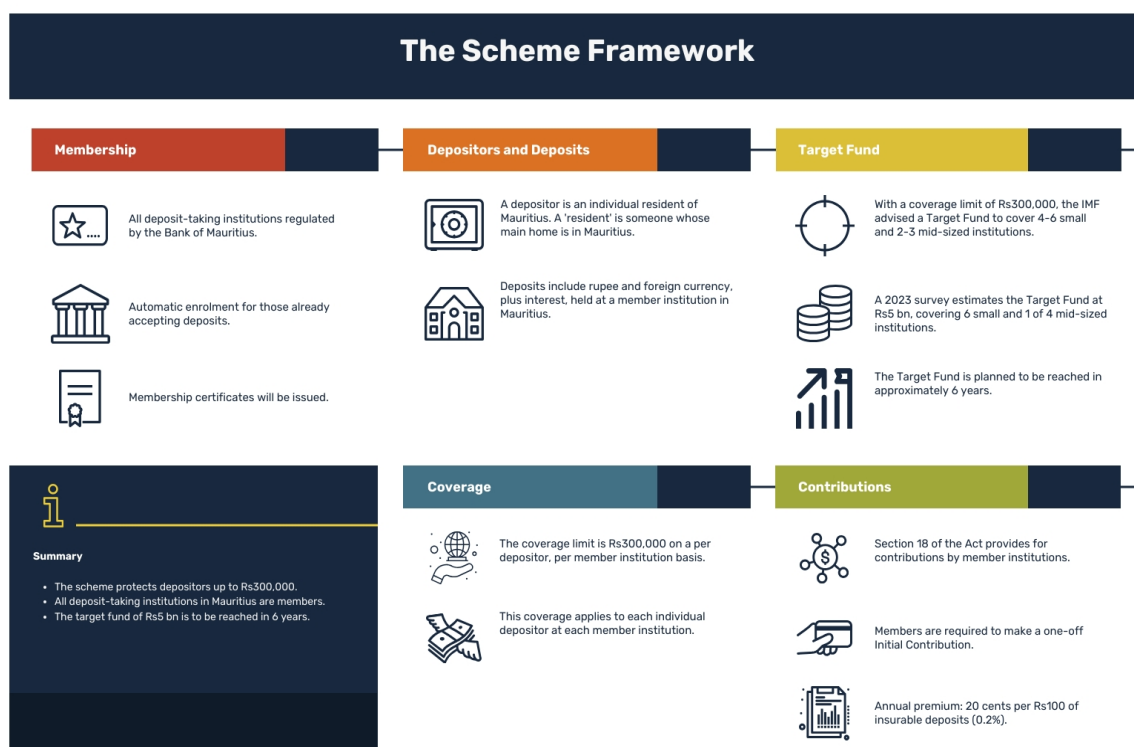 The Scheme Framework
Membership
All deposit-taking institutions regulated
by the Bank of Mauritius.
Automatic enrolment for those already
accepting deposits.
Membership certificates will be issued.
Depositors and Deposits
A depositor is an individual resident of
Mauritius. A 'resident' is someone whose
main home is in Mauritius.
Deposits include rupee and foreign currency,
plus interest, held at a member institution in
Mauritius.
Target Fund
With a coverage limit of Rs300,000, the IMF
advised a Target Fund to cover 4-6 small
and 2-3 mid-sized institutions.
A 2023 survey estimates the Target Fund at
Rs5 bn, covering 6 small and 1 of 4 mid-sized
institutions.
The Target Fund is planned to be reached in
approximately 6 years.
Summary
• The scheme protects depositors up to Rs300,000.
• All deposit-taking institutions in Mauritius are members.
• The target fund of Rs5 bn is to be reached in 6 years.
Coverage
The coverage limit is Rs300,000 on a per
depositor, per member institution basis.
This coverage applies to each individual
depositor at each member institution.
Contributions
Section 18 of the Act provides for
contributions by member institutions.
Members are required to make a one-off
Initial Contribution.
Annual premium: 20 cents per Rs100 of
insurable deposits (0.2%).